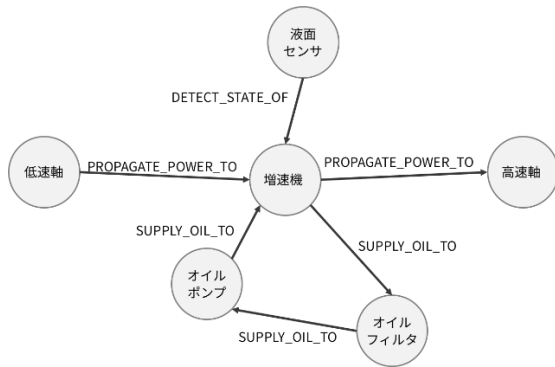 液面
センサ
DETECT_STATE_OF
低速軸
PROPAGATE_POWER_TO
増速機
PROPAGATE_POWER_TO
高速軸
SUPPLY_OIL_TO
SUPPLY_OIL_TO
オイル
ポンプ
オイル
フィルタ
SUPPLY_OIL_TO